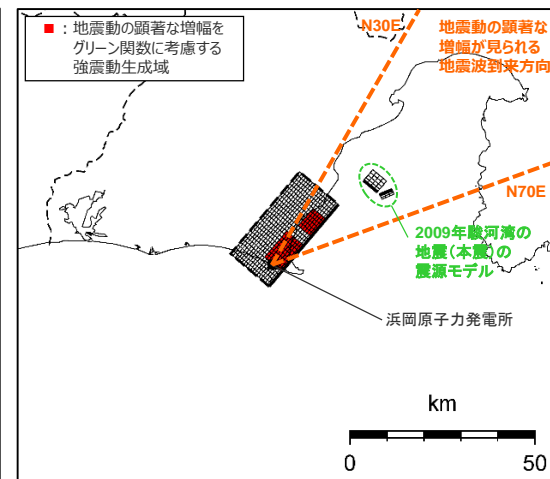 ■ : 地震動の顕著な増幅を
グリーン関数に考慮する
強震動生成域
N30E
地震動の顕著な
増幅が見られる
地震波到来方向
N70E
2009年駿河湾の
地震(本震)の
震源モデル
浜岡原子力発電所
km
0 50